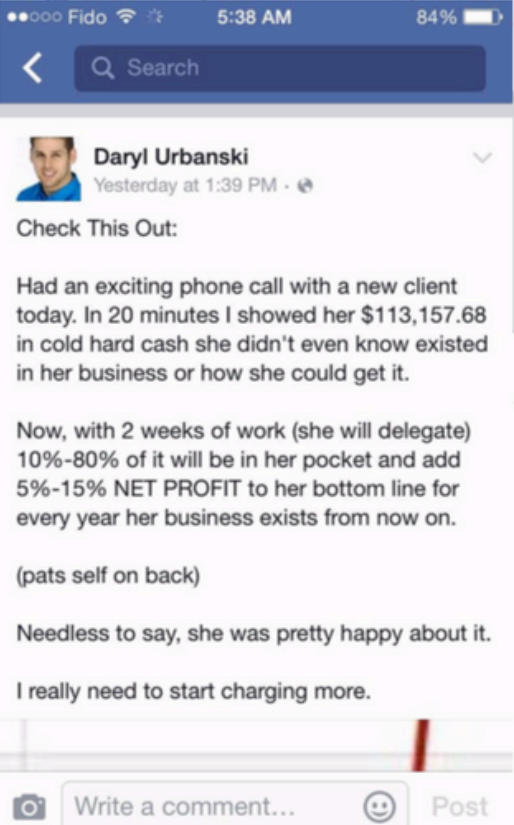 Fido 5:38 AM 84%
Search
Daryl Urbanski
Yesterday at 1:39 PM ·
Check This Out:
Had an exciting phone call with a new client
today. In 20 minutes I showed her $113,157.68
in cold hard cash she didn't even know existed
in her business or how she could get it.
Now, with 2 weeks of work (she will delegate)
10%-80% of it will be in her pocket and add
5%-15% NET PROFIT to her bottom line for
every year her business exists from now on.
(pats self on back)
Needless to say, she was pretty happy about it.
I really need to start charging more.
Write a comment... Post